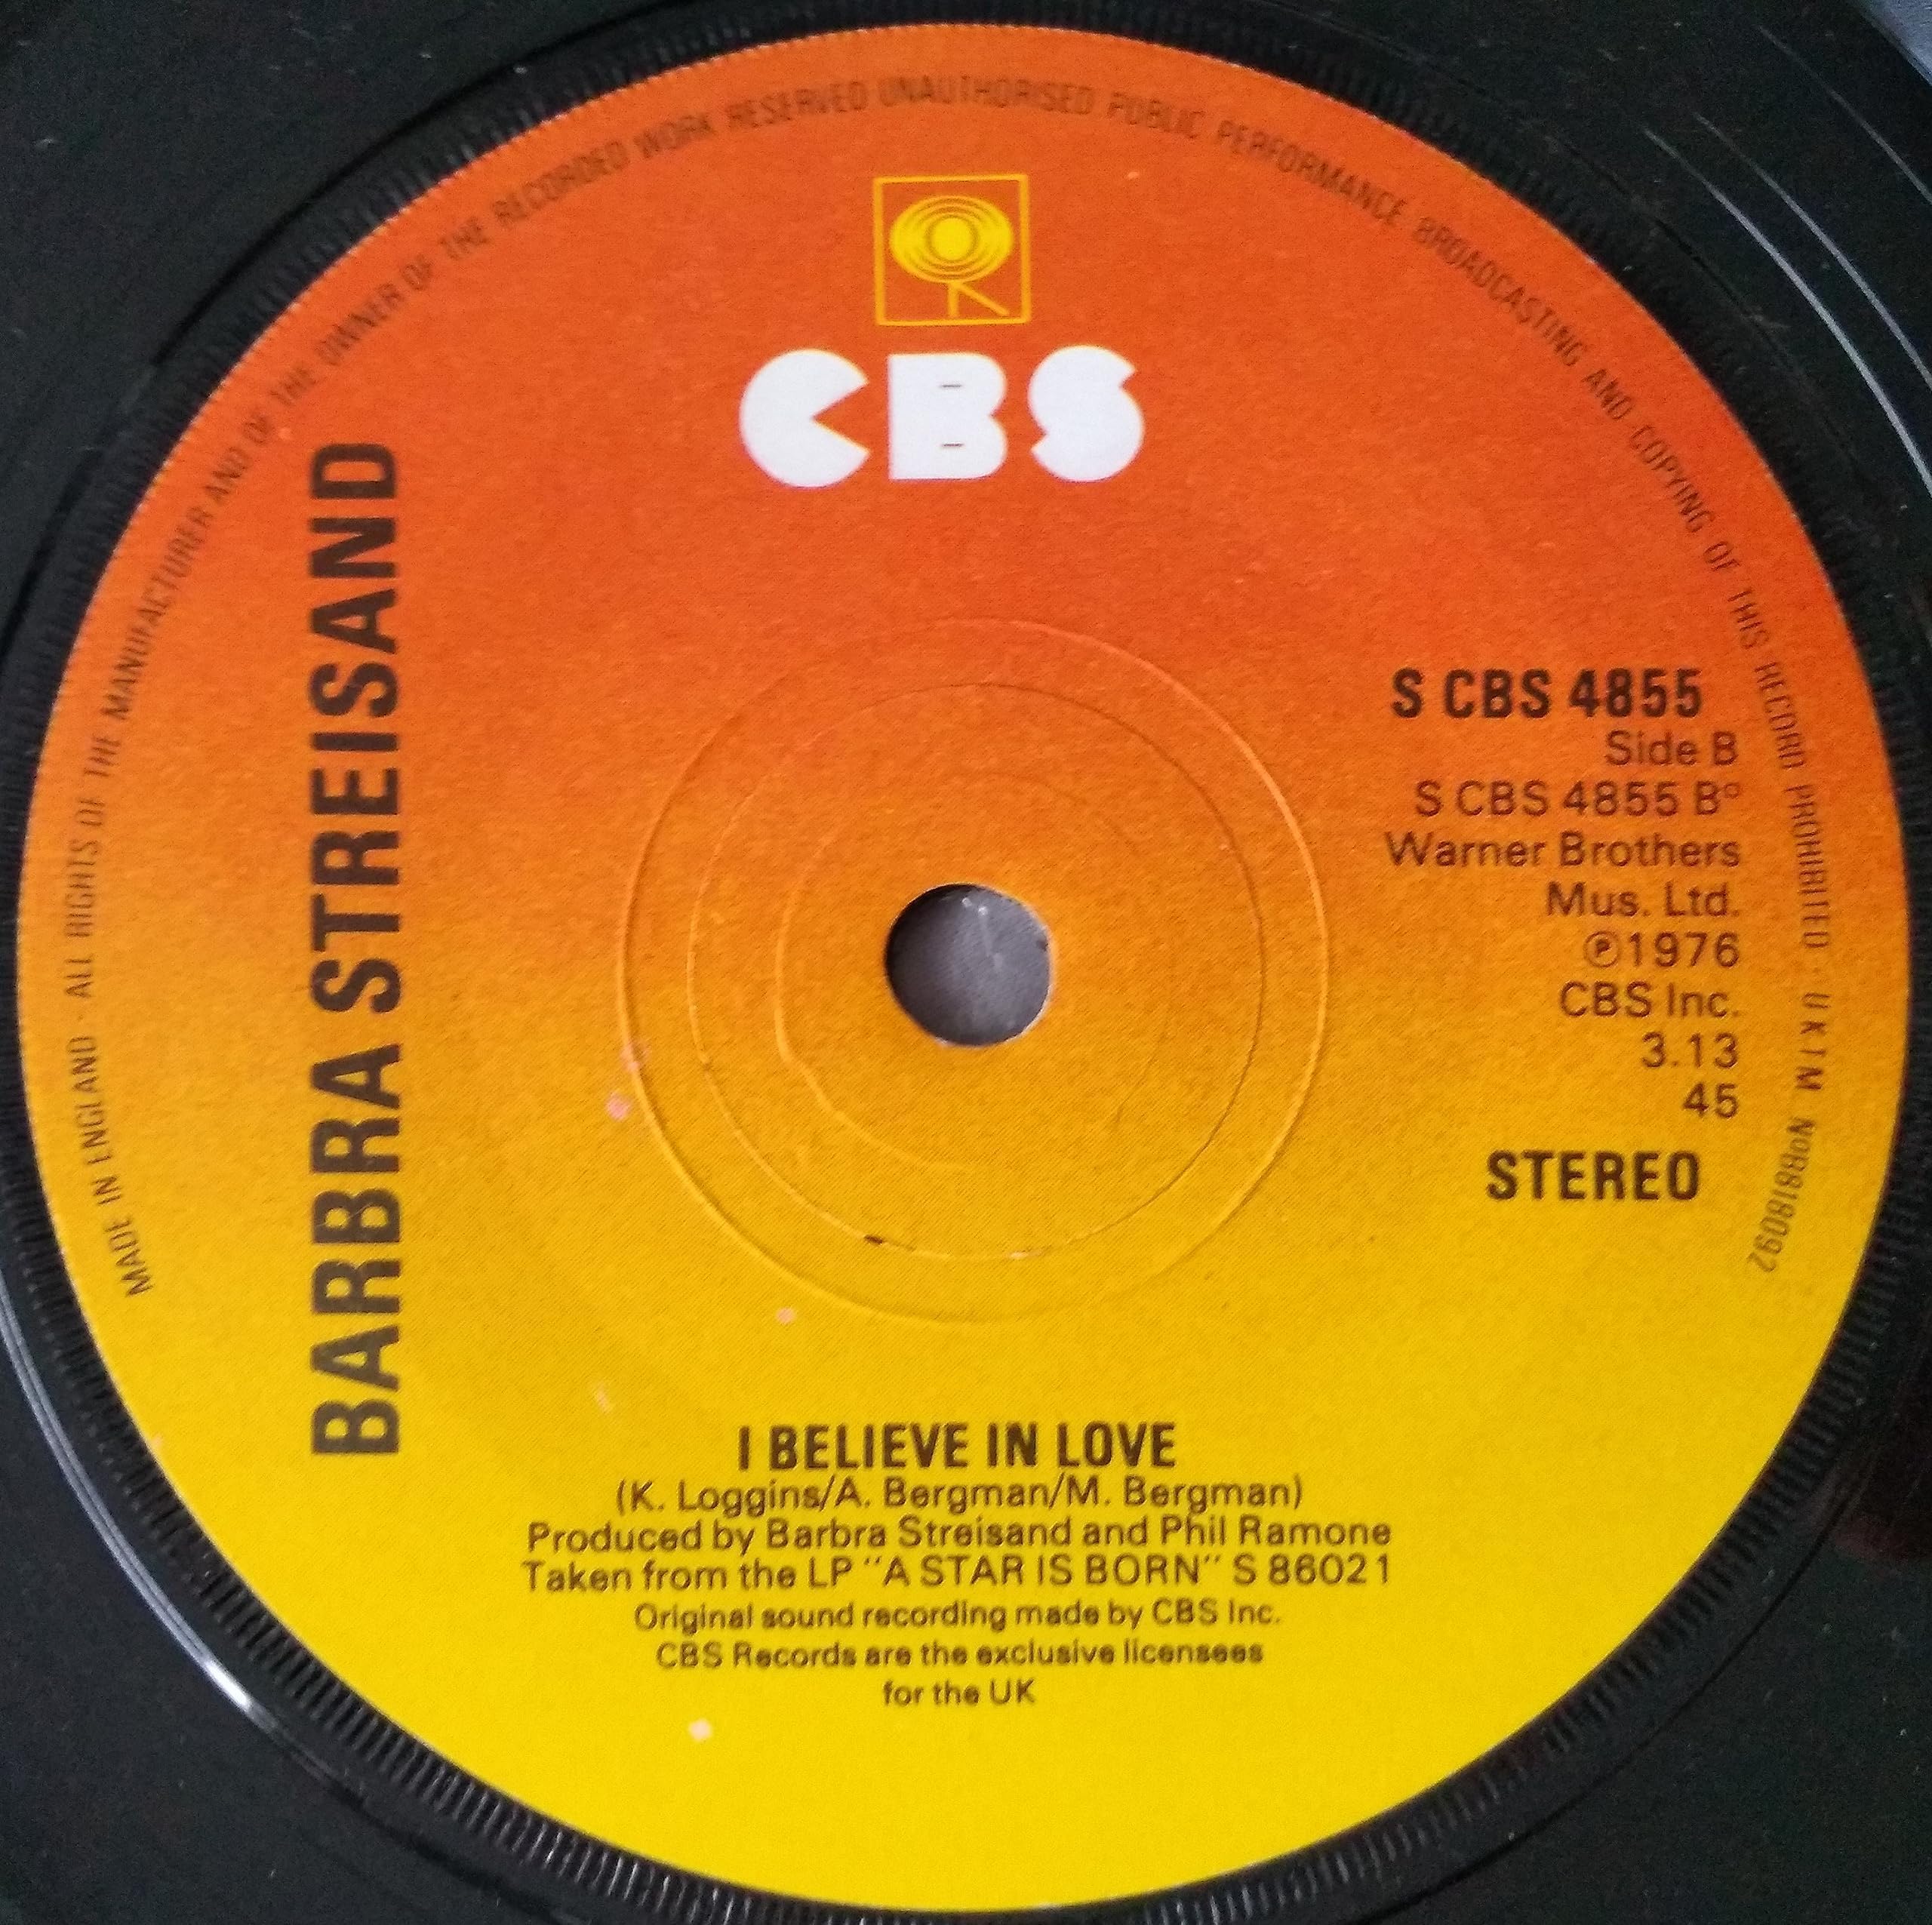 MADE IN ENGLAND · ALL RIGHTS OF THE MANUFACTURER AND OF THE OWNER OF THE RECORDED WORK RESERVED UNAUTHORISED PUBLIC PERFORMANCE BROADCASTING AND COPYING OF THIS RECORD PROHIBITED · UKTM NoB818092
CBS
BARBRA STREISAND
S CBS 4855
Side B
S CBS 4855 B°
Warner Brothers
Mus. Ltd.
℗1976
CBS Inc.
3.13
45
STEREO
I BELIEVE IN LOVE
(K. Loggins/A. Bergman/M. Bergman)
Produced by Barbra Streisand and Phil Ramone
Taken from the LP "A STAR IS BORN" S 86021
Original sound recording made by CBS Inc.
CBS Records are the exclusive licensees
for the UK